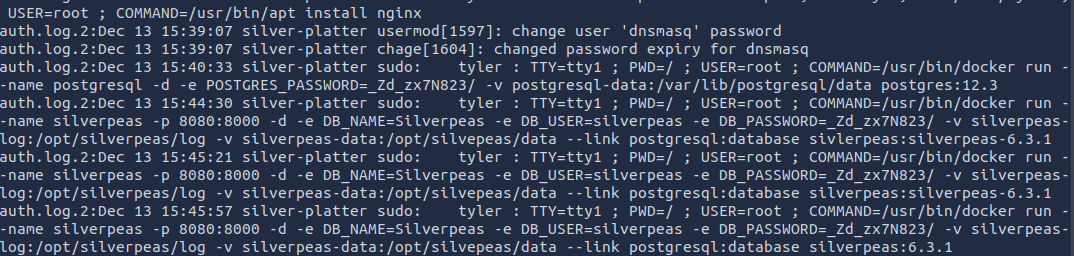 USER=root ; COMMAND=/usr/bin/apt install nginx
auth.log.2:Dec 13 15:39:07 silver-platter usermod[1597]: change user 'dnsmasq' password
auth.log.2:Dec 13 15:39:07 silver-platter chage[1604]: changed password expiry for dnsmasq
auth.log.2:Dec 13 15:40:33 silver-platter sudo:    tyler : TTY=tty1 ; PWD=/ ; USER=root ; COMMAND=/usr/bin/docker run -
-name postgresql -d -e POSTGRES_PASSWORD=_Zd_zx7N823/ -v postgresql-data:/var/lib/postgresql/data postgres:12.3
auth.log.2:Dec 13 15:44:30 silver-platter sudo:    tyler : TTY=tty1 ; PWD=/ ; USER=root ; COMMAND=/usr/bin/docker run -
-name silverpeas -p 8080:8000 -d -e DB_NAME=Silverpeas -e DB_USER=silverpeas -e DB_PASSWORD=_Zd_zx7N823/ -v silverpeas-
log:/opt/silverpeas/log -v silverpeas-data:/opt/silvepeas/data --link postgresql:database sivlerpeas:silverpeas-6.3.1
auth.log.2:Dec 13 15:45:21 silver-platter sudo:    tyler : TTY=tty1 ; PWD=/ ; USER=root ; COMMAND=/usr/bin/docker run -
-name silverpeas -p 8080:8000 -d -e DB_NAME=Silverpeas -e DB_USER=silverpeas -e DB_PASSWORD=_Zd_zx7N823/ -v silverpeas-
log:/opt/silverpeas/log -v silverpeas-data:/opt/silvepeas/data --link postgresql:database silverpeas:silverpeas-6.3.1
auth.log.2:Dec 13 15:45:57 silver-platter sudo:    tyler : TTY=tty1 ; PWD=/ ; USER=root ; COMMAND=/usr/bin/docker run -
-name silverpeas -p 8080:8000 -d -e DB_NAME=Silverpeas -e DB_USER=silverpeas -e DB_PASSWORD=_Zd_zx7N823/ -v silverpeas-
log:/opt/silverpeas/log -v silverpeas-data:/opt/silvepeas/data --link postgresql:database silverpeas:6.3.1